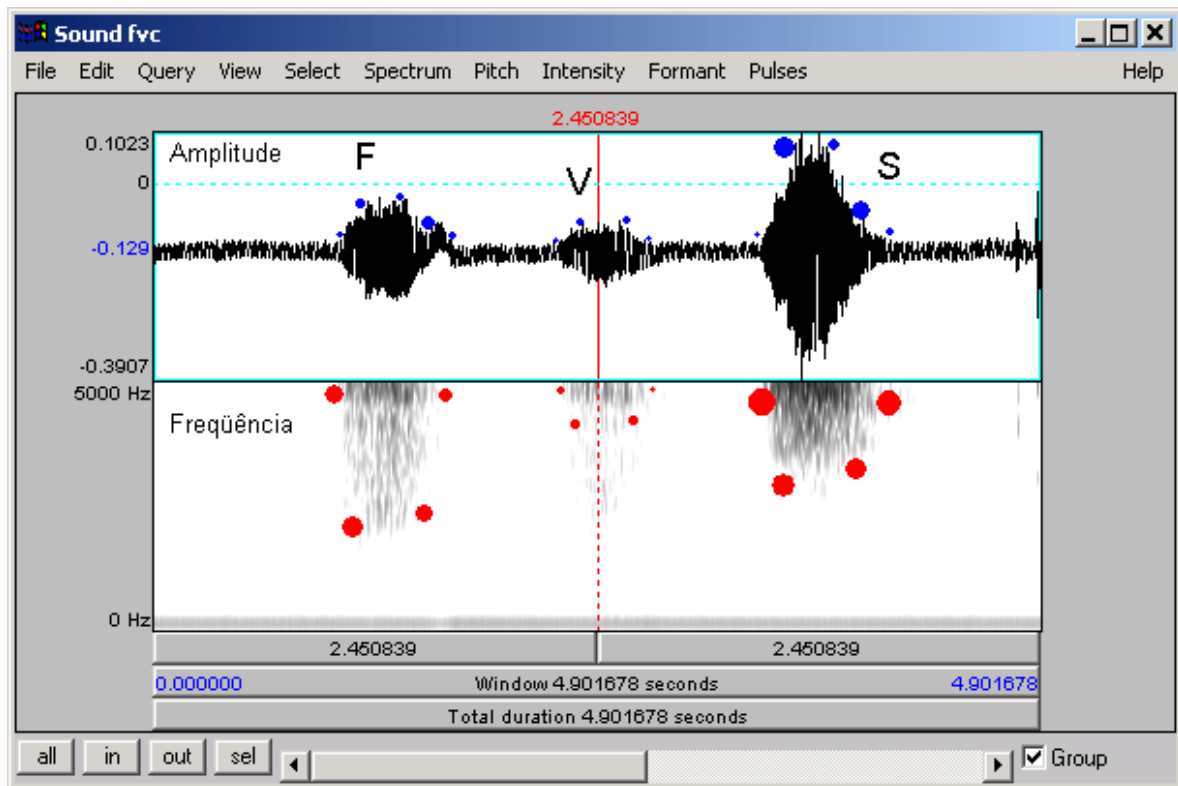 Sound fvc
File Edit Query View Select Spectrum Pitch Intensity Formant Pulses Help
2.450839
0.1023
Amplitude F V S
0
-0.129
-0.3907
5000 Hz
Freqüência
0 Hz
2.450839 2.450839
0.000000 Window 4.901678 seconds 4.901678
Total duration 4.901678 seconds
all in out sel Group